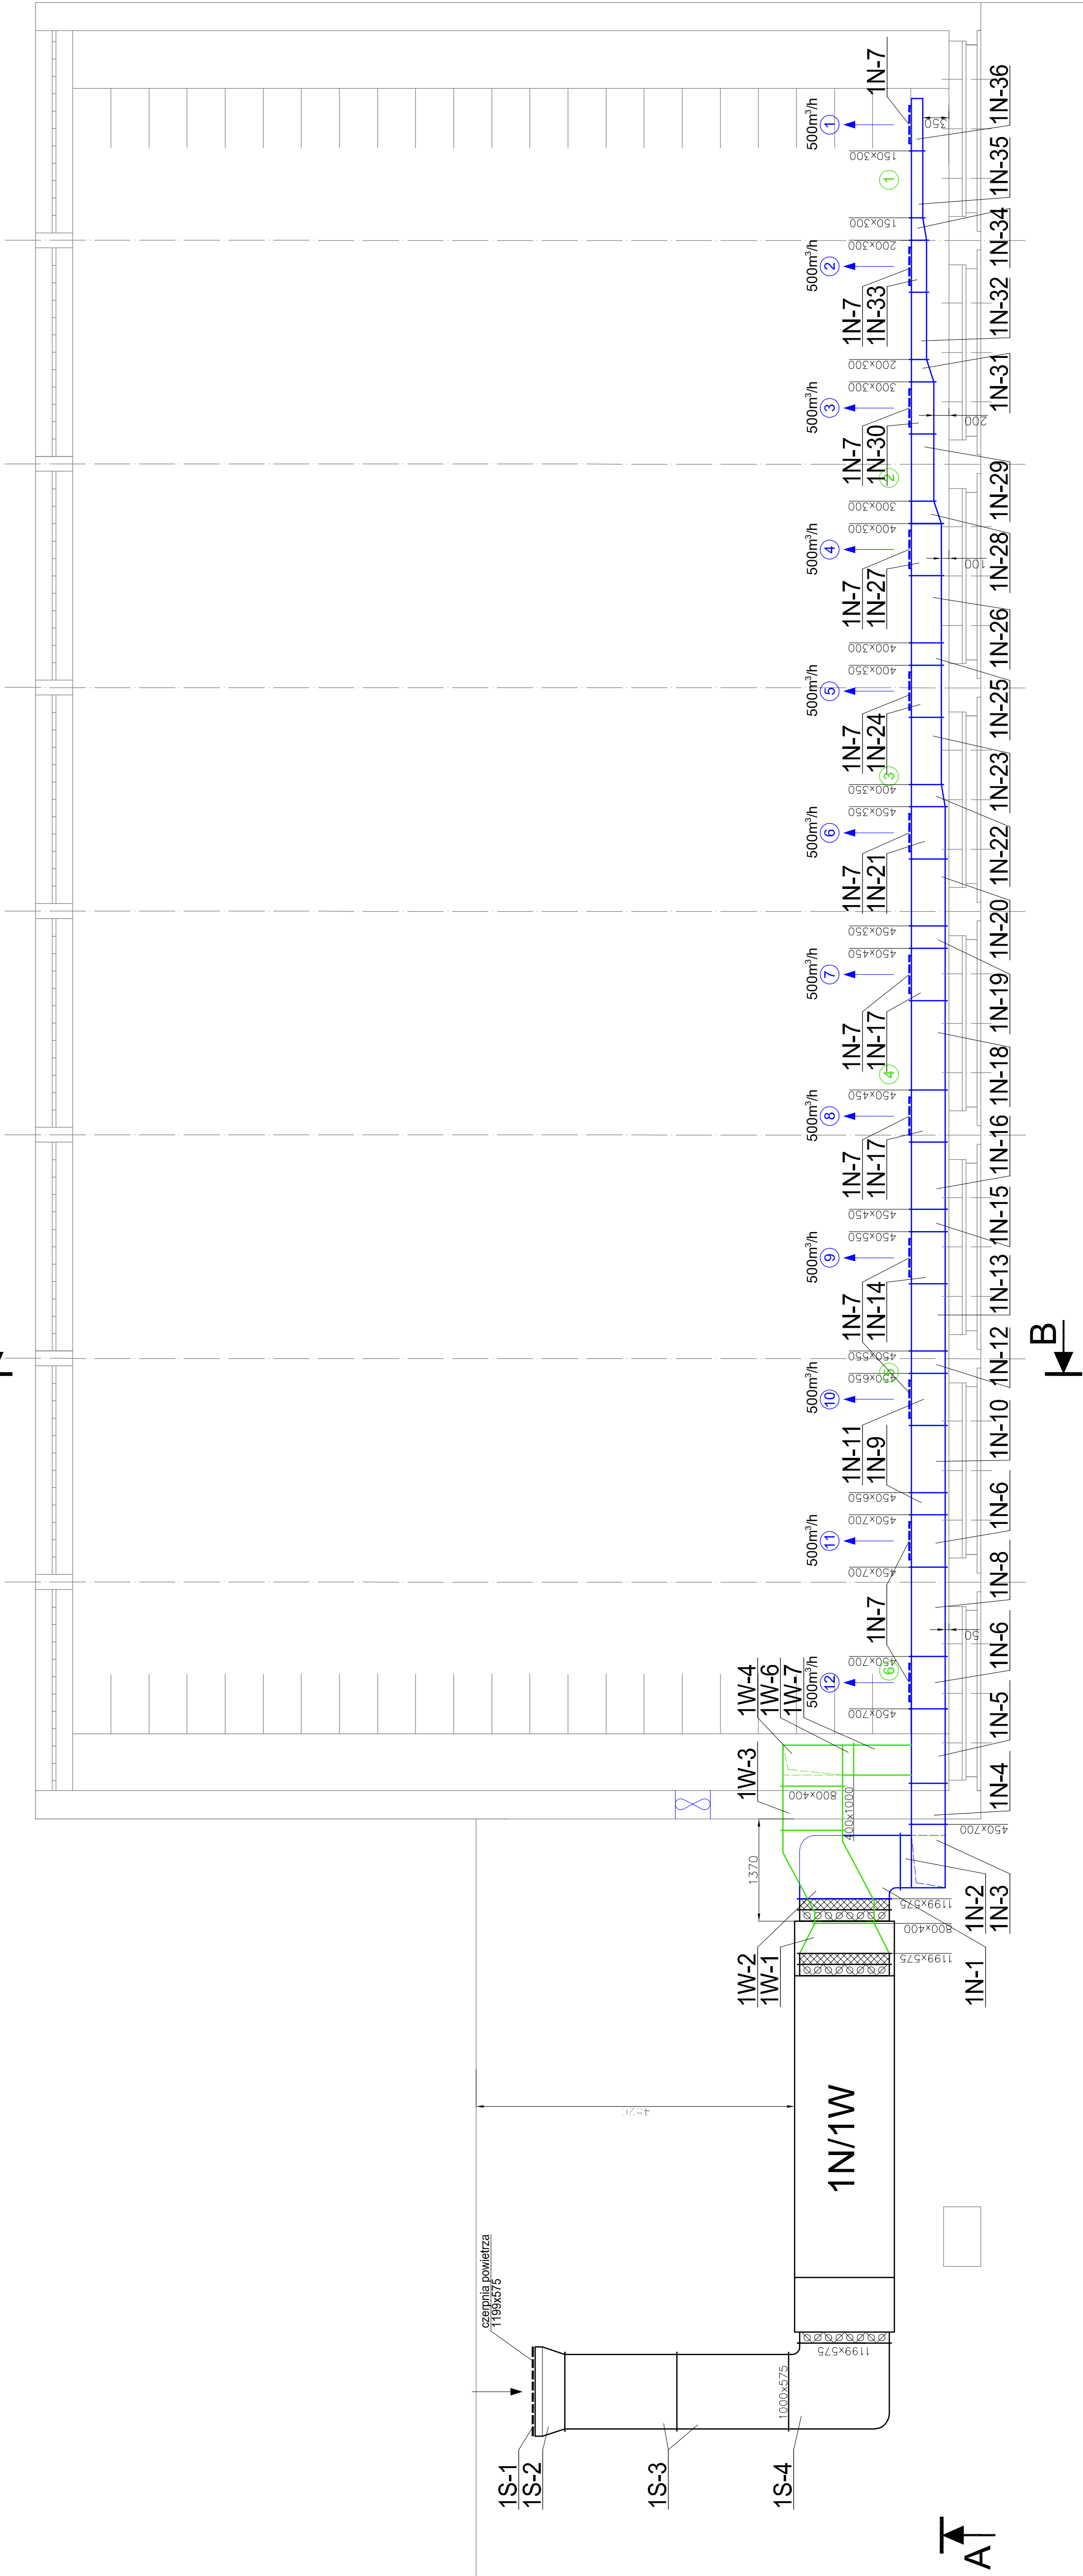 1N-7
500m³/h
1
150x300
1
150x300
200x300
350
1N-36
1N-35
1N-34
500m³/h
2
1N-7
1N-33
200x300
300x300
1N-32
1N-31
500m³/h
3
1N-7
1N-30
2
300x300
400x300
200
1N-29
1N-28
500m³/h
4
1N-7
1N-27
400x300
400x350
100
1N-26
1N-25
500m³/h
5
1N-7
1N-24
3
400x350
450x350
1N-23
1N-22
500m³/h
6
1N-7
1N-21
450x350
450x450
1N-20
1N-19
500m³/h
7
1N-7
1N-17
4
450x450
1N-18
500m³/h
8
1N-7
1N-17
450x450
450x550
1N-16
1N-15
500m³/h
9
1N-7
1N-14
450x550
450x650
5
1N-13
1N-12
B
500m³/h
10
1N-11
1N-9
450x650
450x700
1N-10
1N-6
500m³/h
11
1N-7
450x700
1N-8
50
450x700
6
500m³/h
12
450x700
1N-6
1N-5
1N-4
1W-4
1W-6
1W-7
1W-3
800x400
400x1000
450x700
1370
1N-2
1N-3
1199x575
800x400
1199x575
1W-2
1W-1
1N-1
4520
1N/1W
czerpnia powietrza
1199x575
1199x575
1000x575
1S-1
1S-2
1S-3
1S-4
A